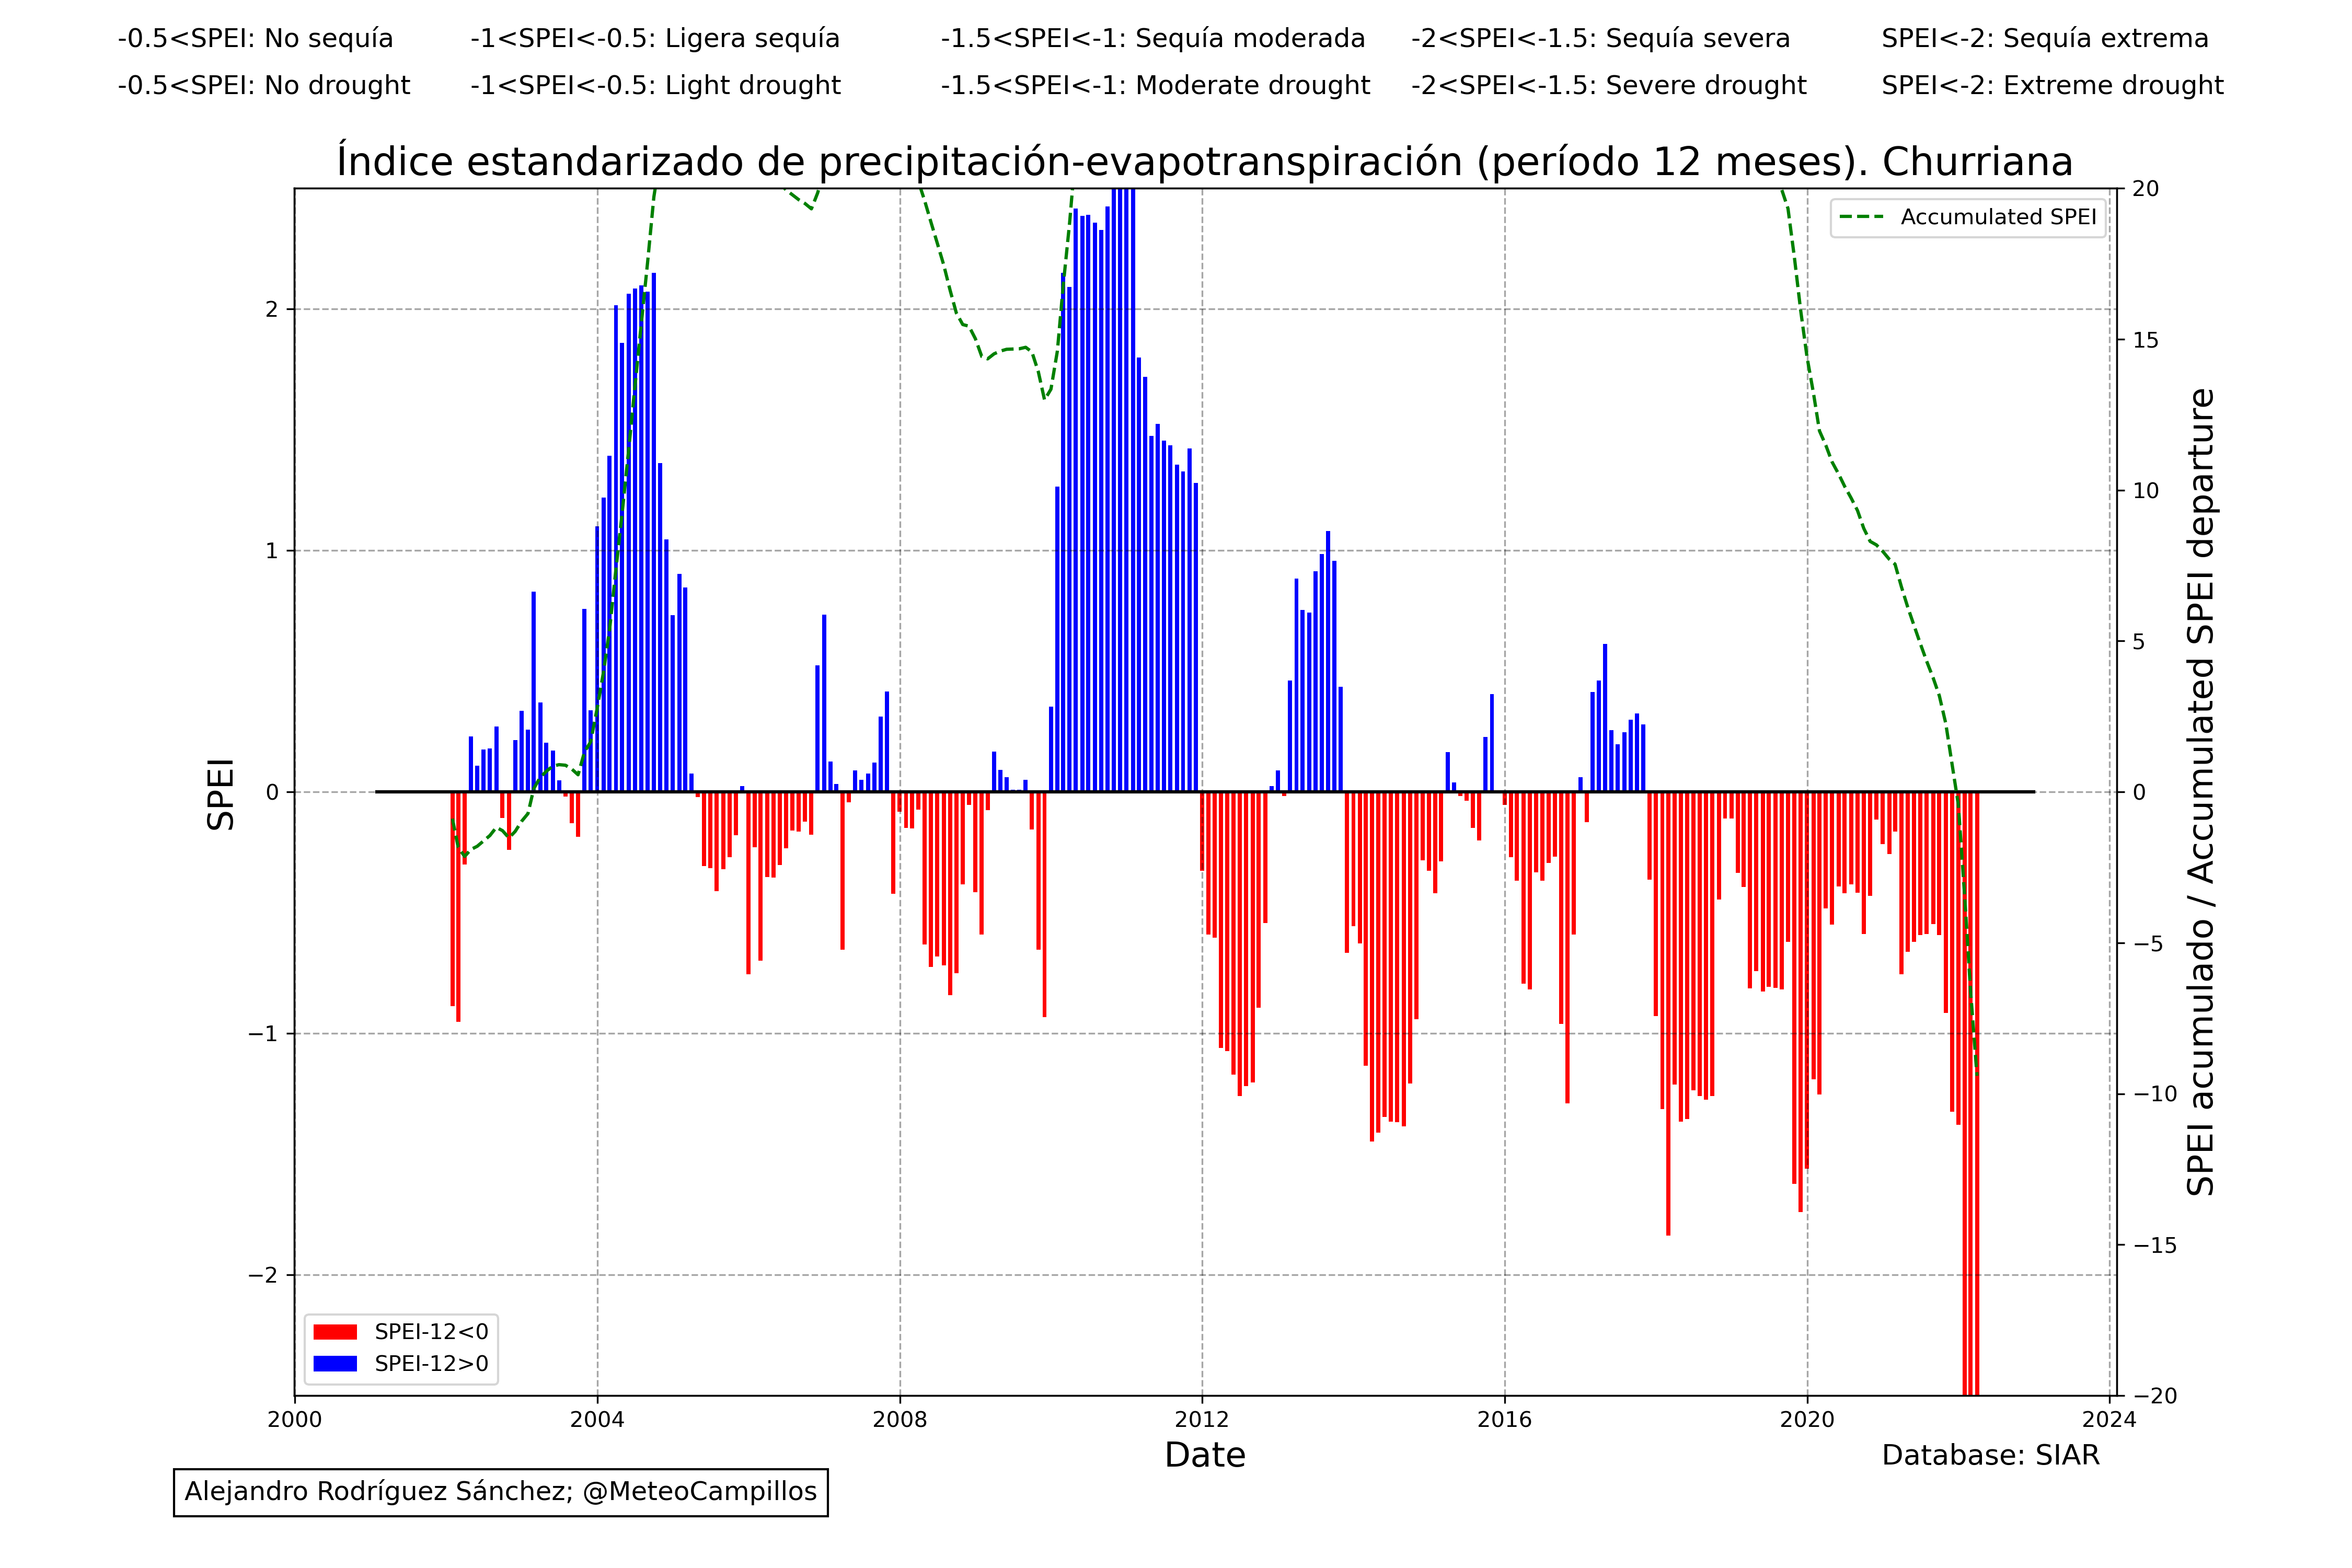 -0.5<SPEI: No sequía -1<SPEI<-0.5: Ligera sequía -1.5<SPEI<-1: Sequía moderada -2<SPEI<-1.5: Sequía severa SPEI<-2: Sequía extrema
-0.5<SPEI: No drought -1<SPEI<-0.5: Light drought -1.5<SPEI<-1: Moderate drought -2<SPEI<-1.5: Severe drought SPEI<-2: Extreme drought
Índice estandarizado de precipitación-evapotranspiración (período 12 meses). Churriana
Accumulated SPEI
SPEI
2
1
0
−1
−2
20
15
10
5
0
−5
−10
−15
−20
SPEI acumulado / Accumulated SPEI departure
SPEI-12<0
SPEI-12>0
2000 2004 2008 2012 2016 2020 2024
Date
Database: SIAR
Alejandro Rodríguez Sánchez; @MeteoCampillos